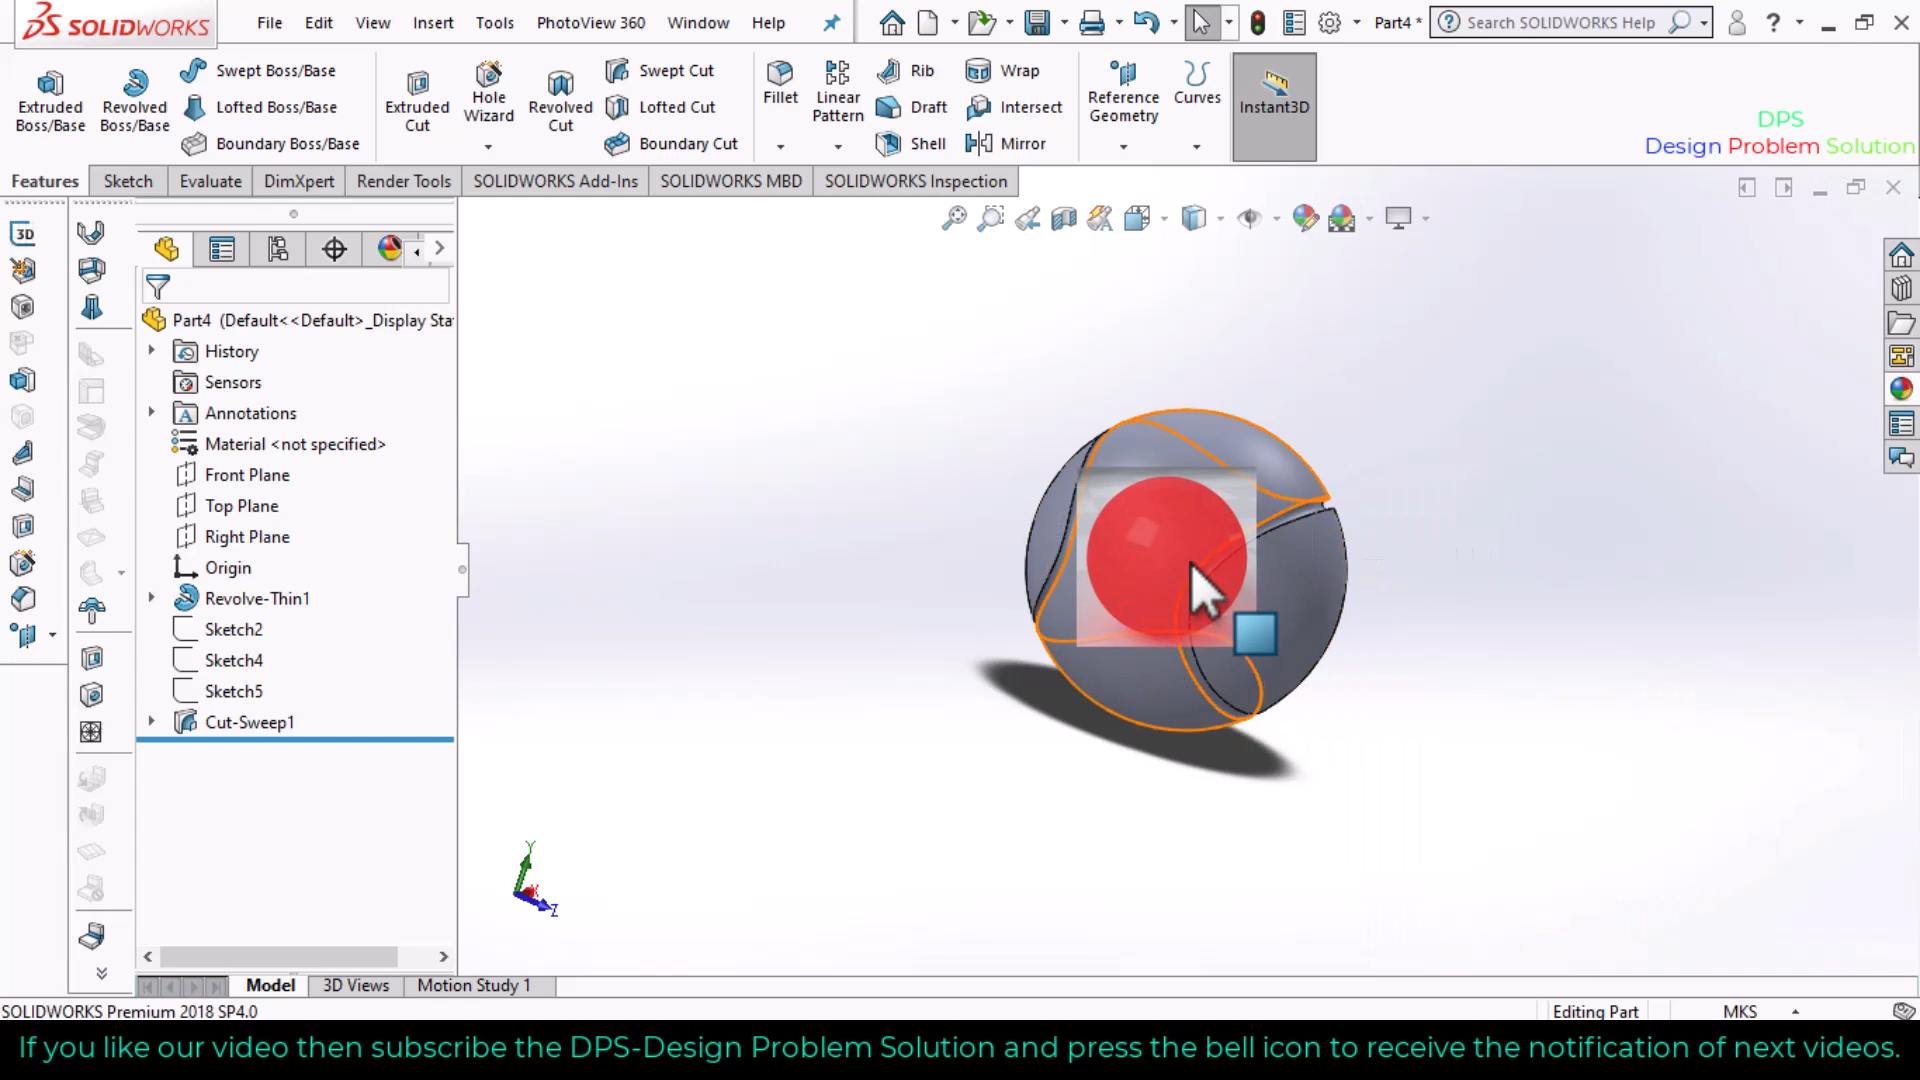 SOLIDWORKS File Edit View Insert Tools PhotoView 360 Window Help Part4 * Search SOLIDWORKS Help ?
Extruded Boss/Base
Revolved Boss/Base
Swept Boss/Base
Lofted Boss/Base
Boundary Boss/Base
Extruded Cut
Hole Wizard
Revolved Cut
Swept Cut
Lofted Cut
Boundary Cut
Fillet
Linear Pattern
Rib
Draft
Shell
Wrap
Intersect
Mirror
Reference Geometry
Curves
Instant3D
DPS
Design Problem Solution
Features Sketch Evaluate DimXpert Render Tools SOLIDWORKS Add-Ins SOLIDWORKS MBD SOLIDWORKS Inspection
3D
Part4 (Default<<Default>_Display Sta
History
Sensors
A Annotations
Material <not specified>
Front Plane
Top Plane
Right Plane
Origin
Revolve-Thin1
Sketch2
Sketch4
Sketch5
Cut-Sweep1
Y
X
Z
Model 3D Views Motion Study 1
SOLIDWORKS Premium 2018 SP4.0 Editing Part MKS
If you like our video then subscribe the DPS-Design Problem Solution and press the bell icon to receive the notification of next videos.